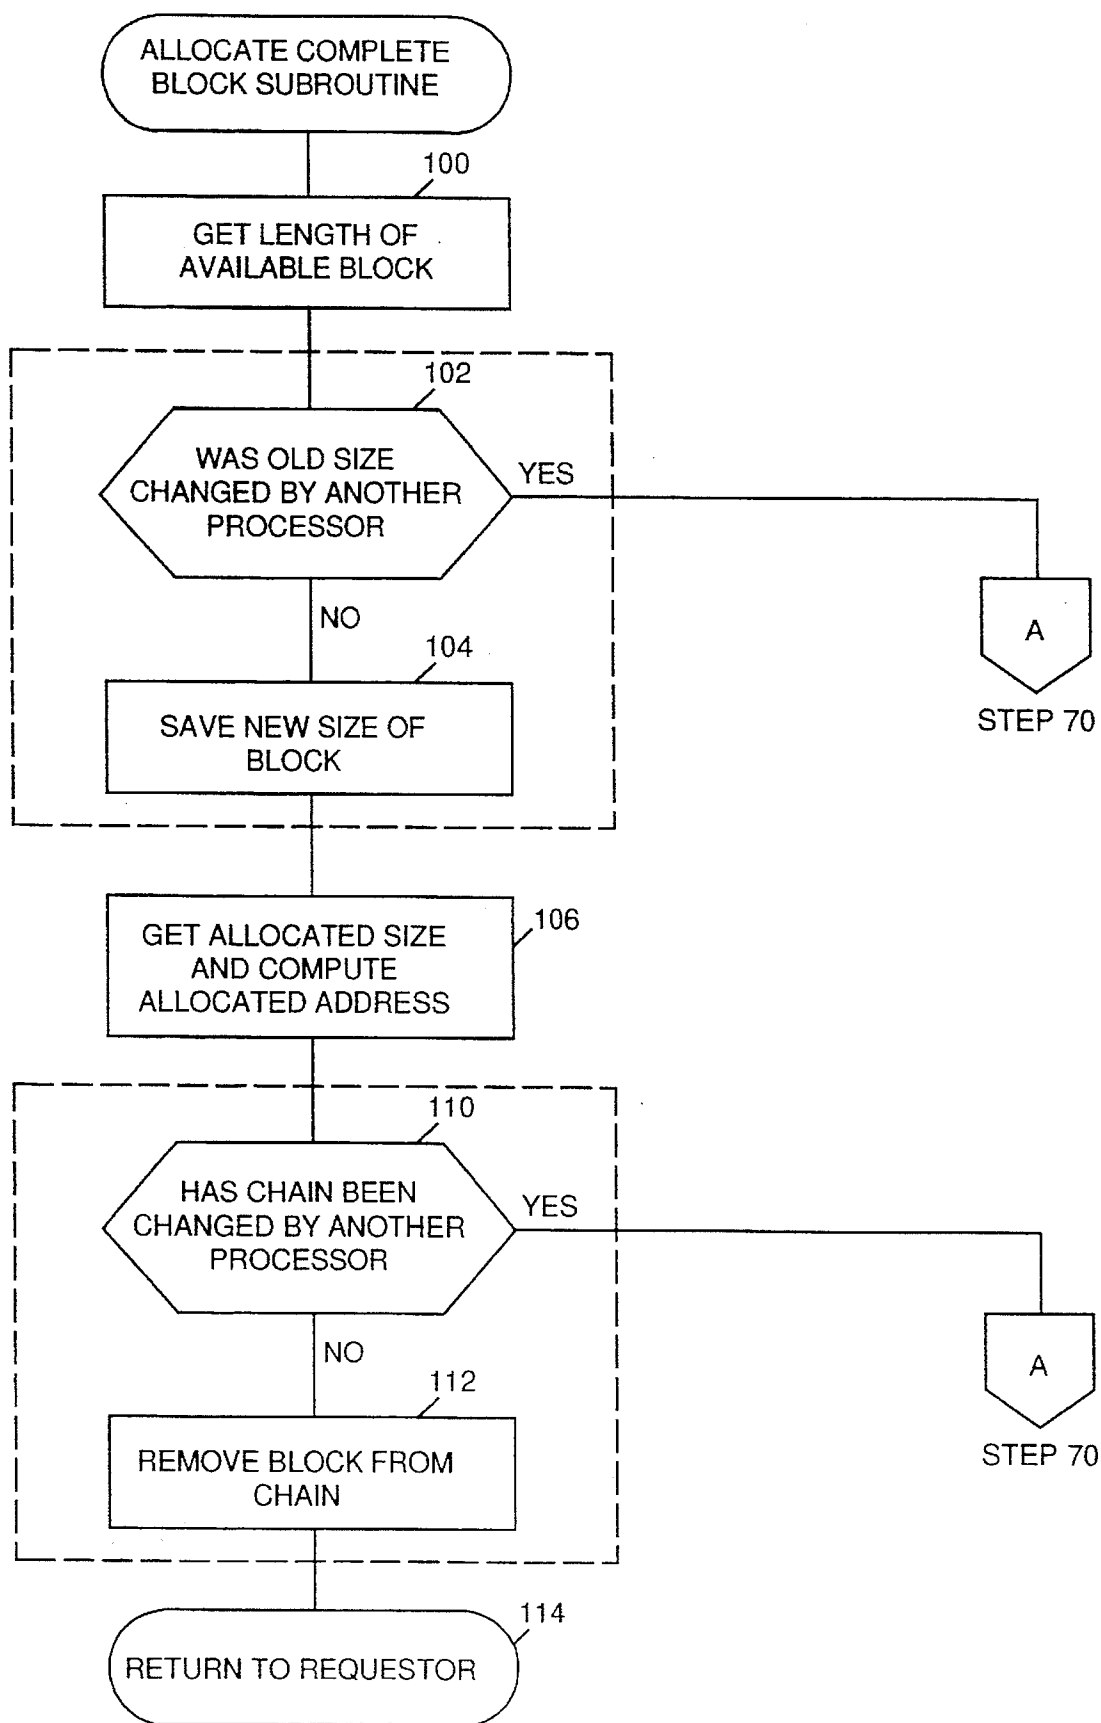 ALLOCATE COMPLETE
BLOCK SUBROUTINE
100
GET LENGTH OF
AVAILABLE BLOCK
102
WAS OLD SIZE
CHANGED BY ANOTHER
PROCESSOR
YES
NO
A
STEP 70
104
SAVE NEW SIZE OF
BLOCK
106
GET ALLOCATED SIZE
AND COMPUTE
ALLOCATED ADDRESS
110
HAS CHAIN BEEN
CHANGED BY ANOTHER
PROCESSOR
YES
NO
A
STEP 70
112
REMOVE BLOCK FROM
CHAIN
114
RETURN TO REQUESTOR